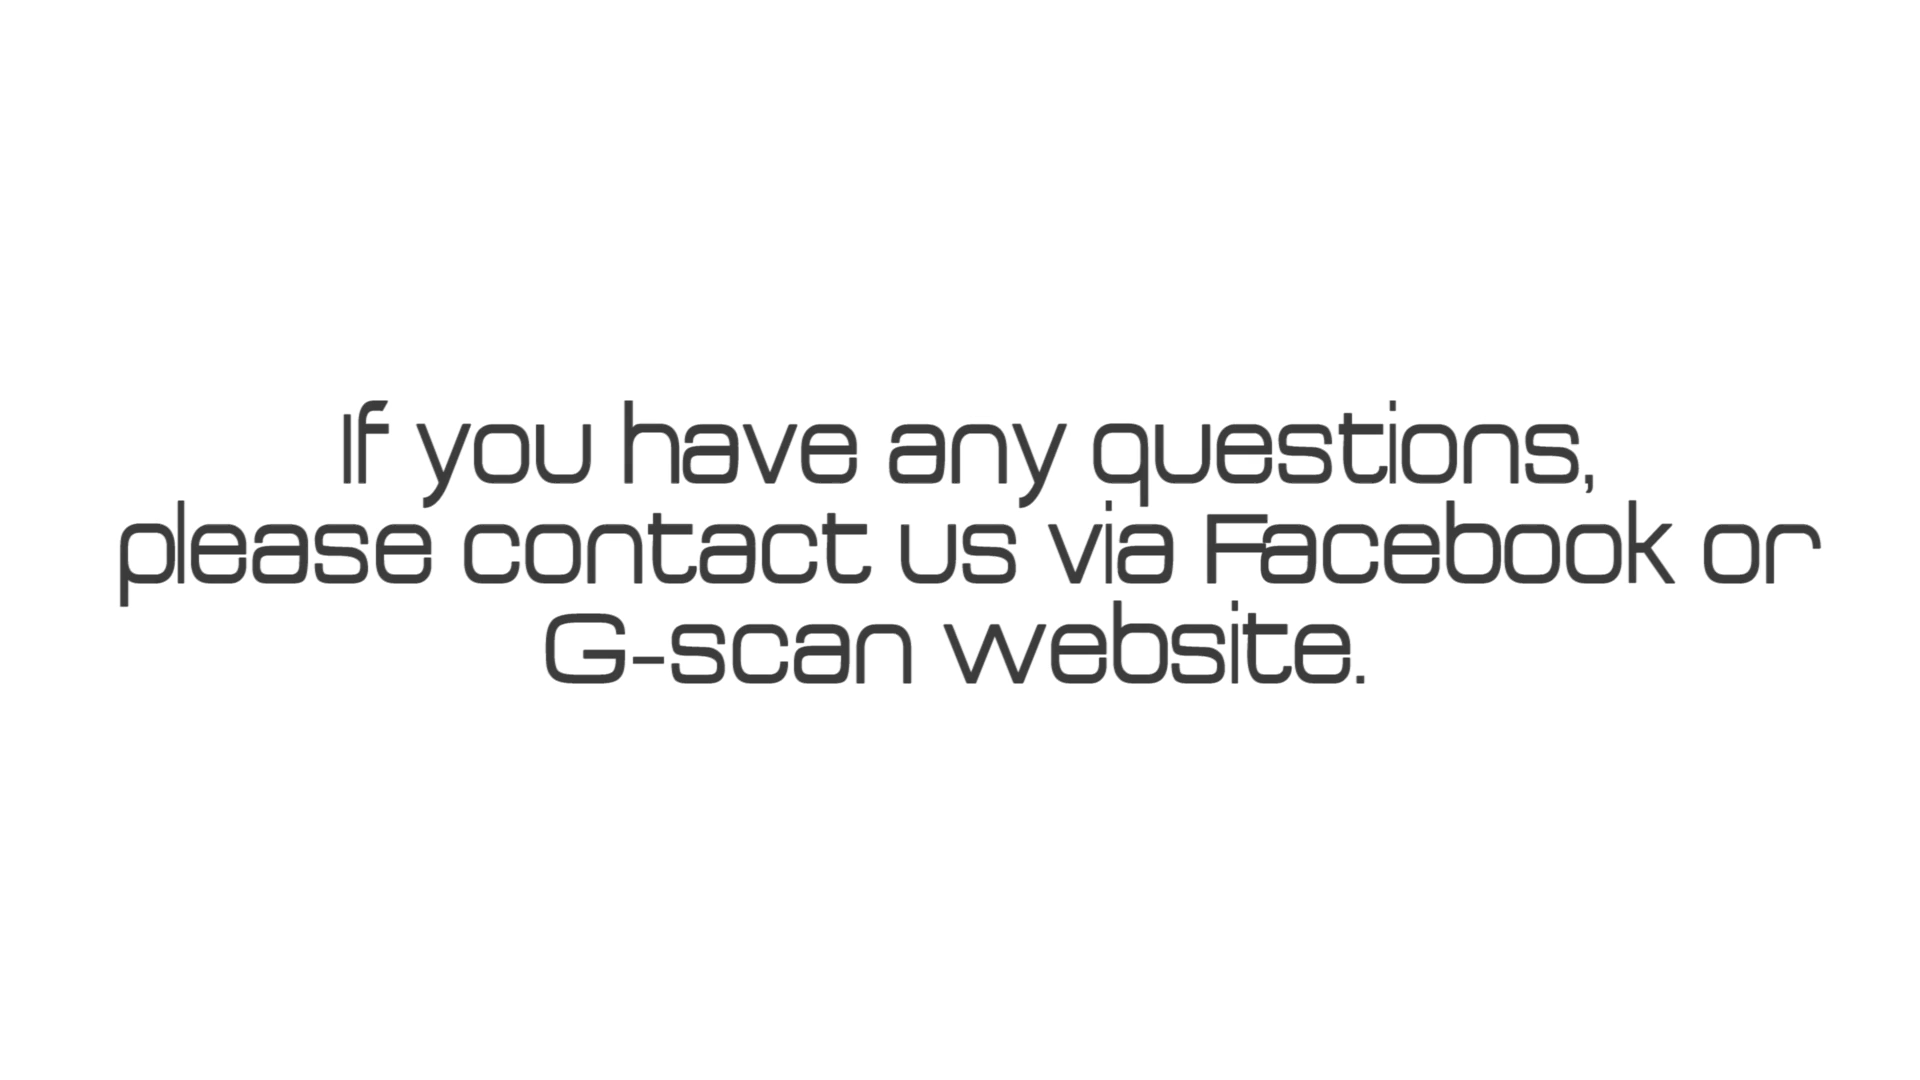 If you have any questions,
please contact us via Facebook or
G-scan website.